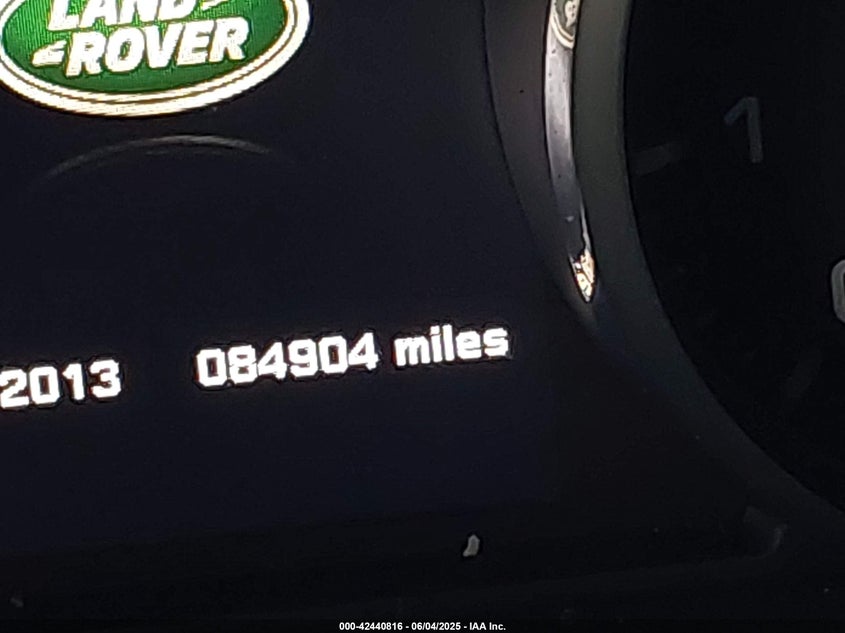 LAND
ROVER
1
2013 084904 miles
000-42440816 - 06/04/2025 - IAA Inc.